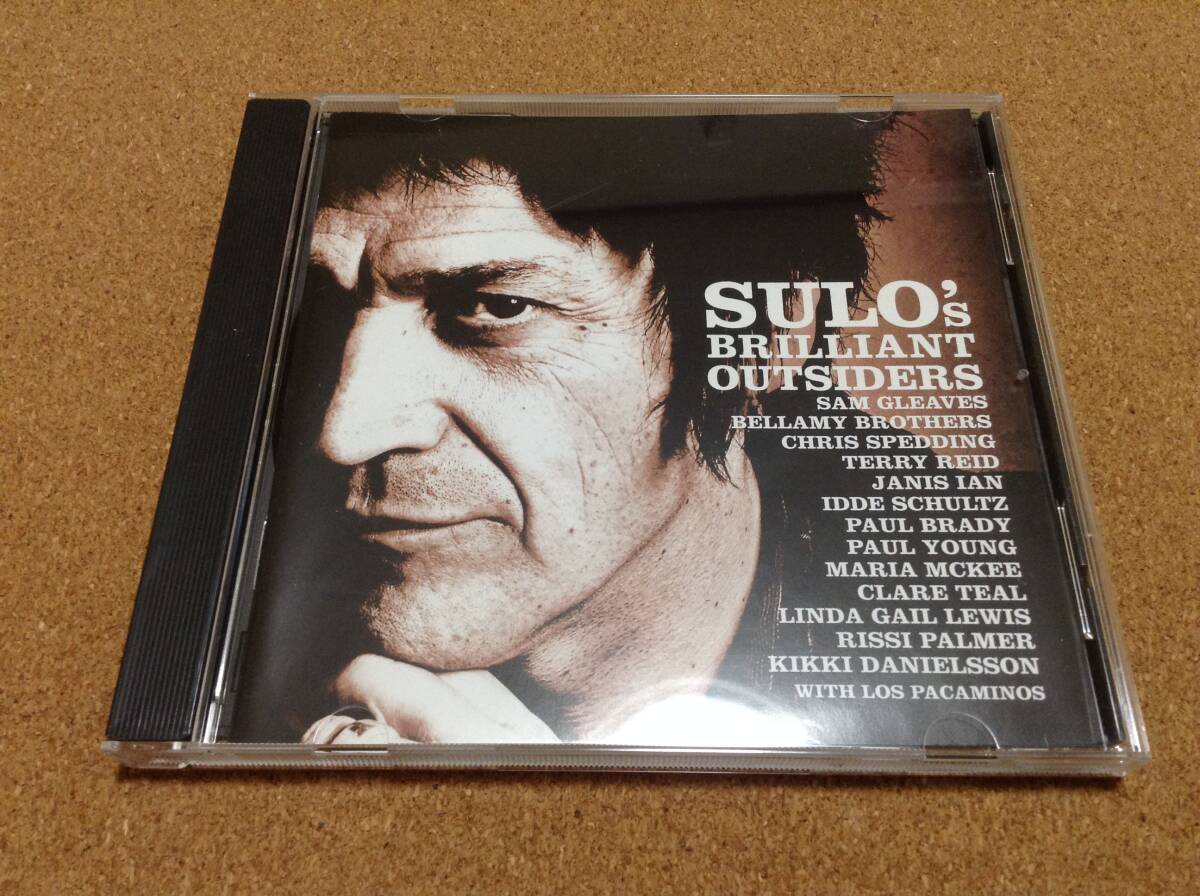 SULO's
BRILLIANT
OUTSIDERS
SAM GLEAVES
BELLAMY BROTHERS
CHRIS SPEDDING
TERRY REID
JANIS IAN
IDDE SCHULTZ
PAUL BRADY
PAUL YOUNG
MARIA MCKEE
CLARE TEAL
LINDA GAIL LEWIS
RISSI PALMER
KIKKI DANIELSSON
WITH LOS PACAMINOS